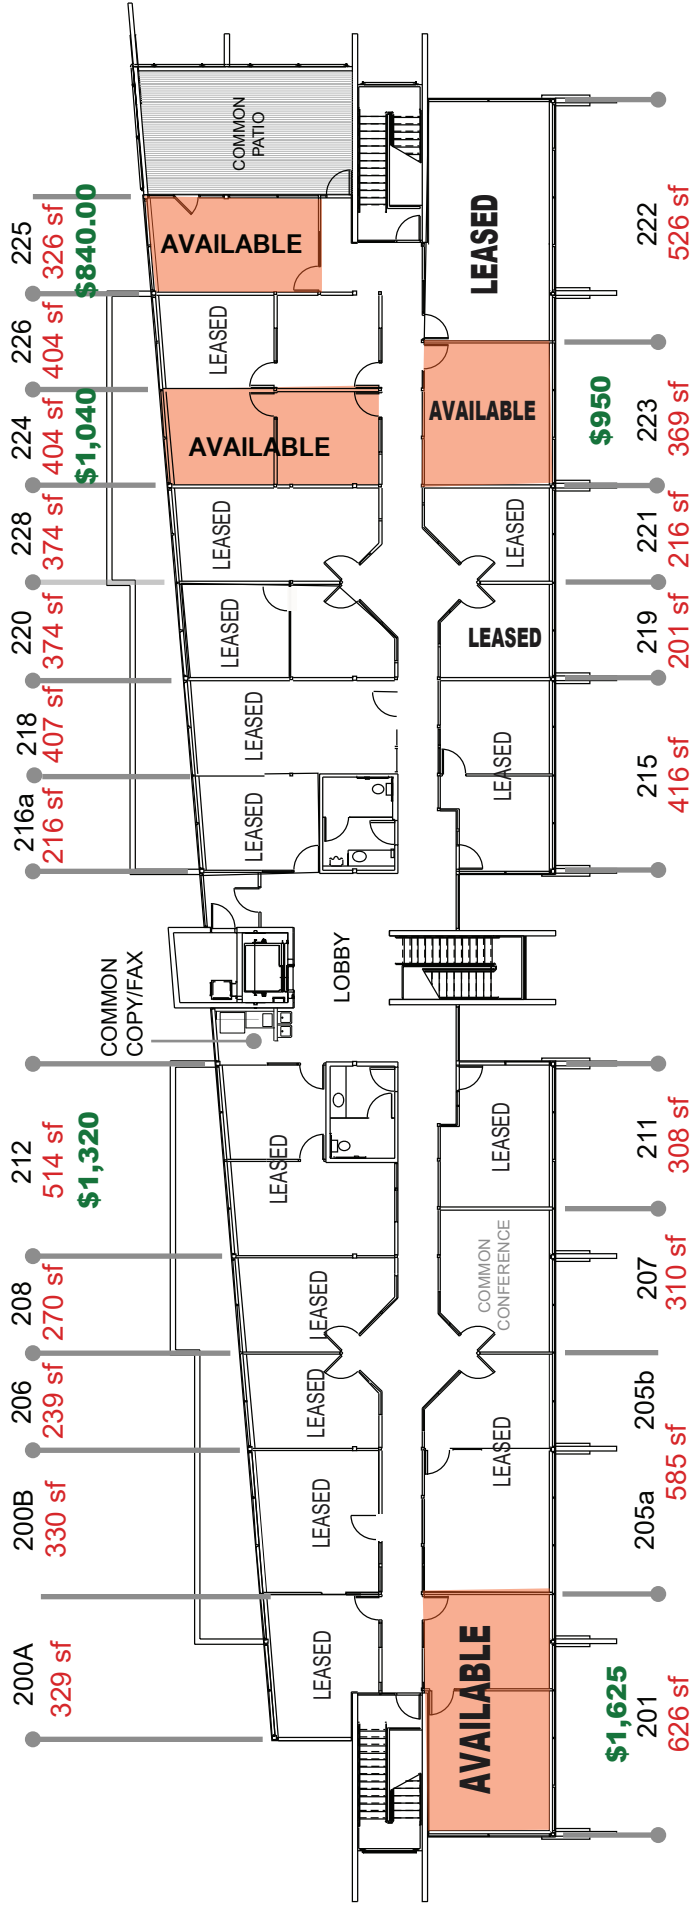 200A
329 sf
200B
330 sf
206
239 sf
208
270 sf
212
514 sf
$1,320
COMMON
COPY/FAX
216a
216 sf
218
407 sf
220
374 sf
228
374 sf
224
404 sf
$1,040
226
404 sf
225
326 sf
$840.00
LEASED
LEASED
LEASED
LEASED
LEASED
LOBBY
LEASED
LEASED
LEASED
LEASED
AVAILABLE
LEASED
AVAILABLE
COMMON
PATIO
AVAILABLE
LEASED
COMMON
CONFERENCE
LEASED
LEASED
LEASED
LEASED
AVAILABLE
LEASED
$1,625
201
626 sf
205a
205b
585 sf
207
310 sf
211
308 sf
215
416 sf
219
201 sf
221
216 sf
$950
223
369 sf
222
526 sf